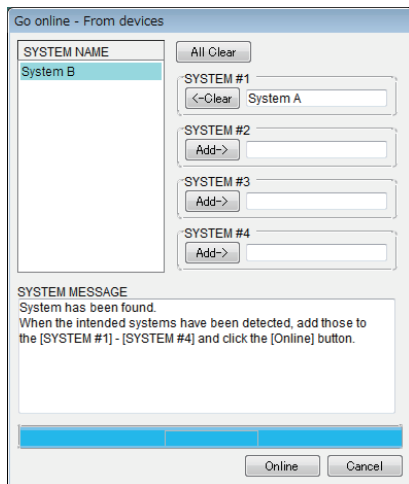 Go online - From devices
SYSTEM NAME
All Clear
System B
SYSTEM #1
<-Clear
System A
SYSTEM #2
Add->
SYSTEM #3
Add->
SYSTEM #4
Add->
SYSTEM MESSAGE
System has been found.
When the intended systems have been detected, add those to
the [SYSTEM #1] - [SYSTEM #4] and click the [Online] button.
Online
Cancel